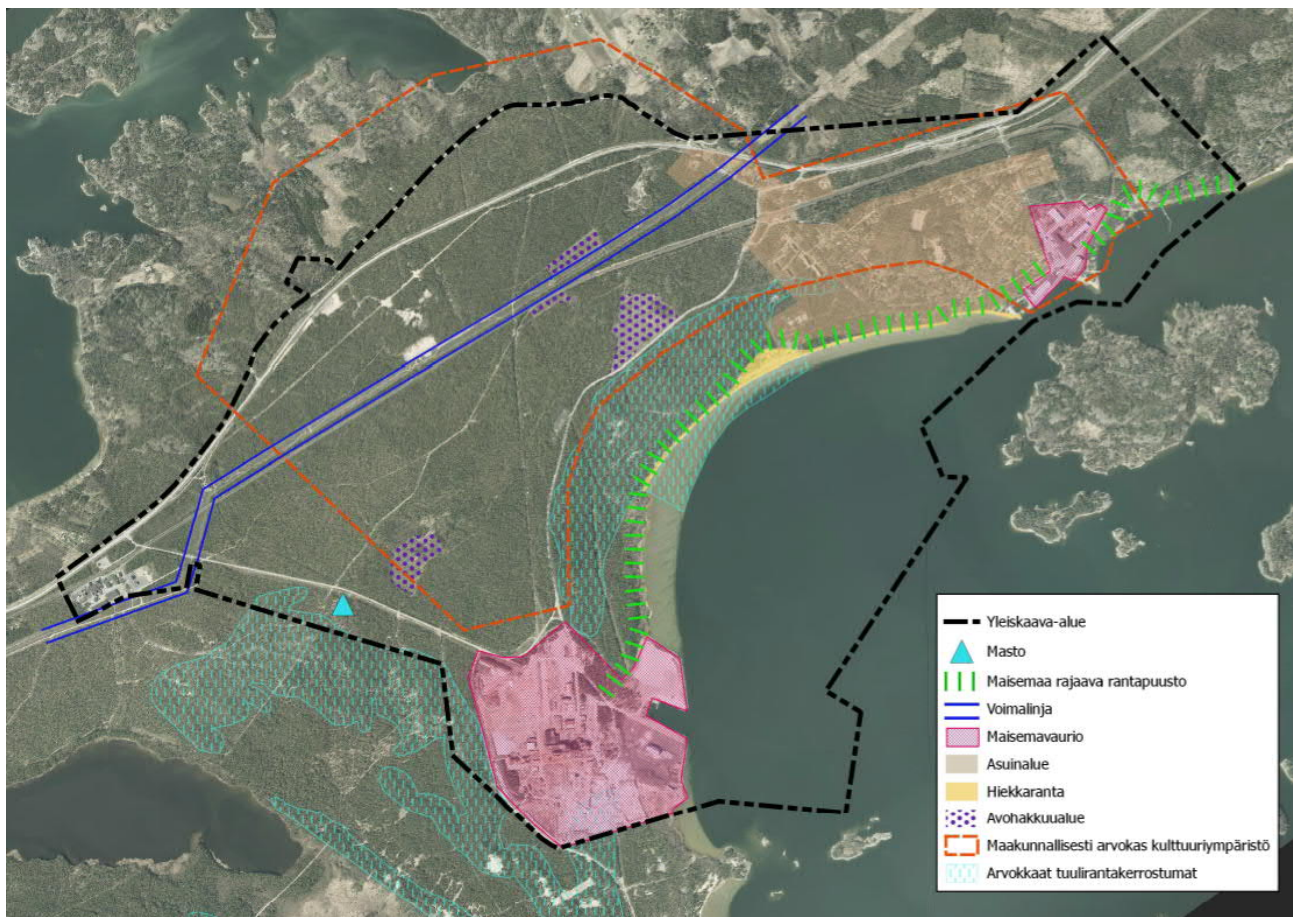 Yleiskaava-alue
Masto
Maisemaa rajaava rantapuusto
Voimalinja
Maisemavaurio
Asuinalue
Hiekkaranta
Avohakkuualue
Maakunnallisesti arvokas kulttuuriympäristö
Arvokkaat tuulirantakerrostumat